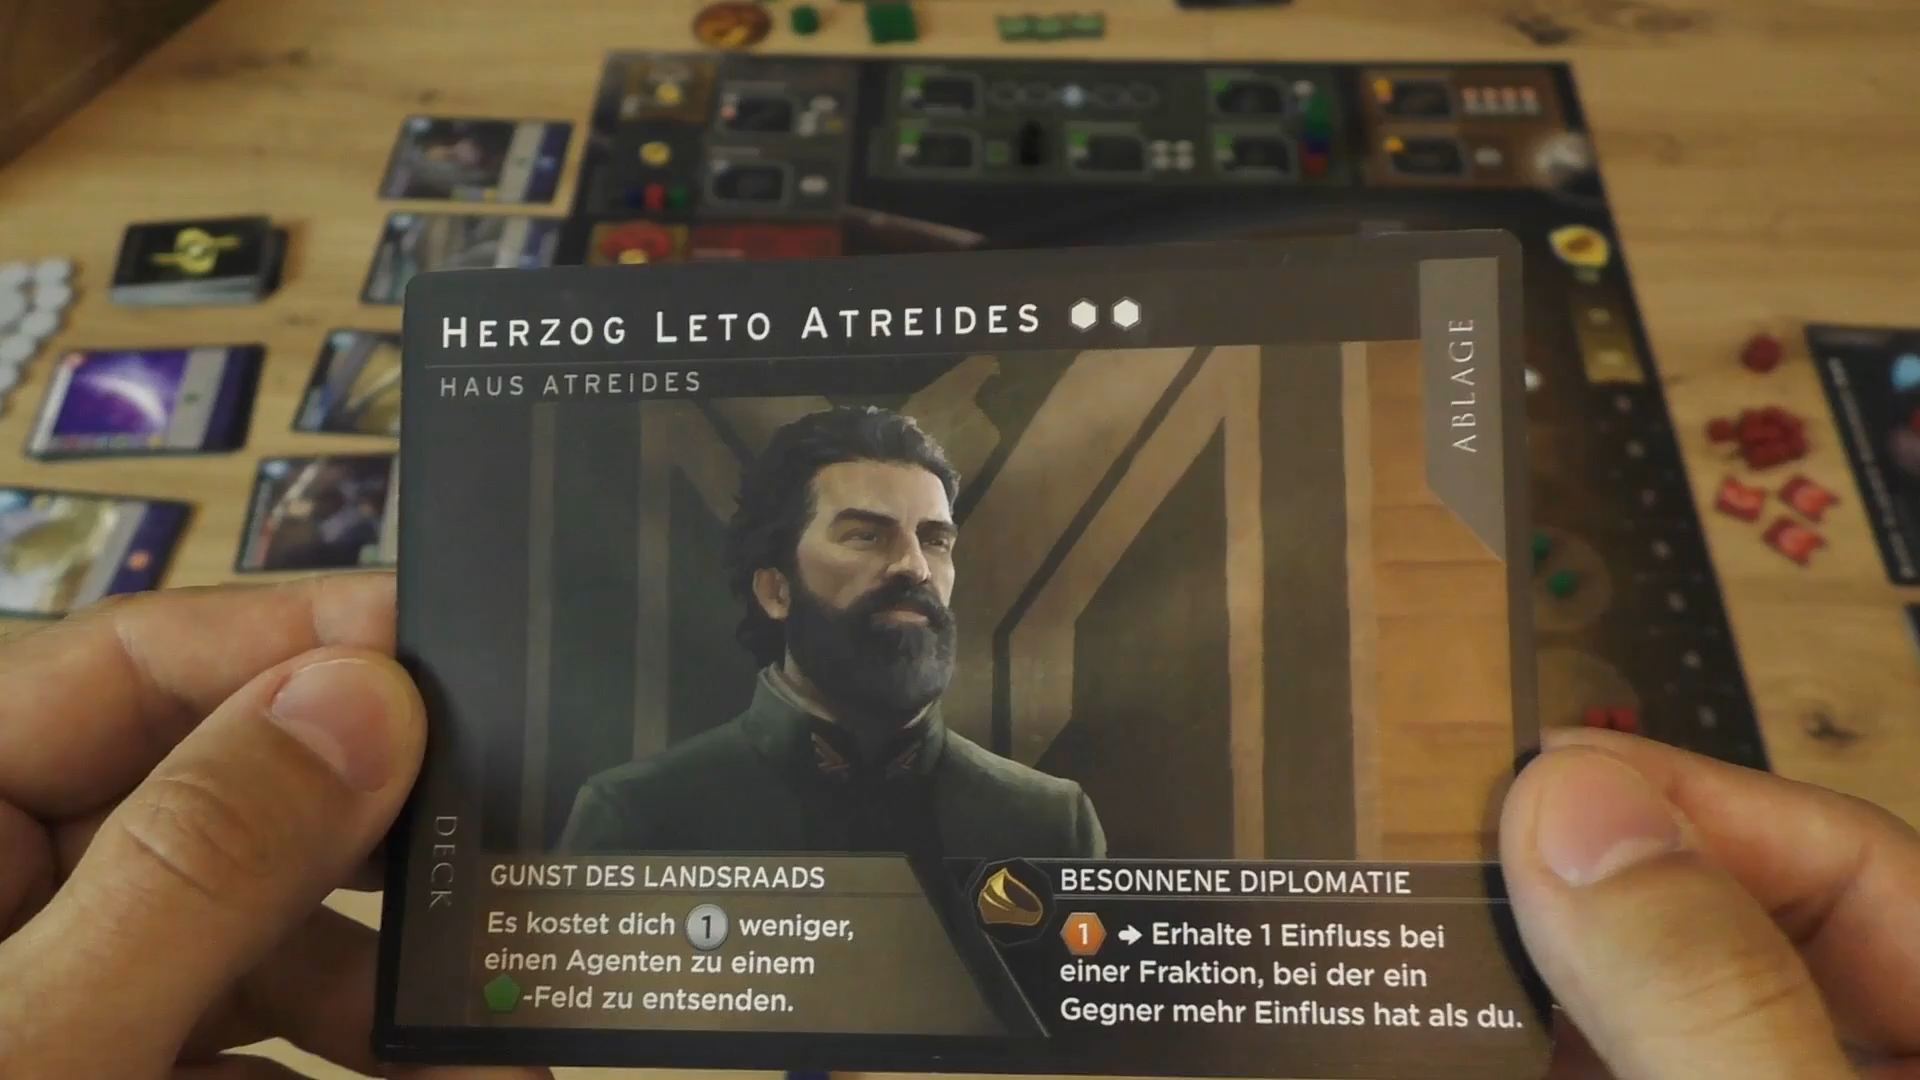 HERZOG LETO ATREIDES
HAUS ATREIDES
ABLAGE
DECK
GUNST DES LANDSRAADS
Es kostet dich 1 weniger,
einen Agenten zu einem
-Feld zu entsenden.
BESONNENE DIPLOMATIE
1 → Erhalte 1 Einfluss bei
einer Fraktion, bei der ein
Gegner mehr Einfluss hat als du.